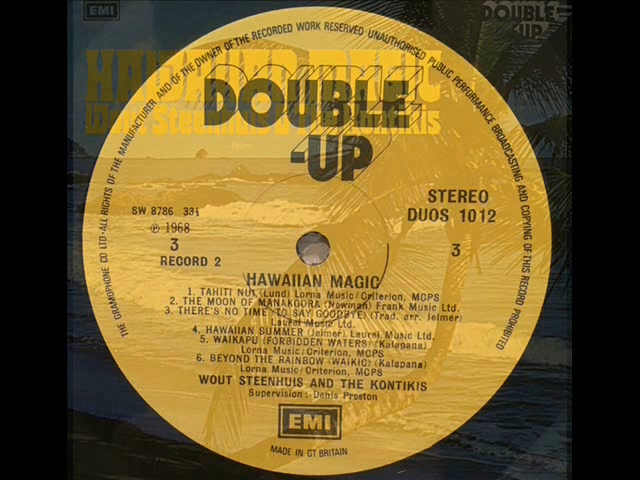 EMI
DOUBLE
-UP
HAWAIIAN MAGIC
Wout Steenhuis & The Kontikis
THE GRAMOPHONE CO LTD · ALL RIGHTS OF THE MANUFACTURER AND OF THE OWNER OF THE RECORDED WORK RESERVED UNAUTHORISED PUBLIC PERFORMANCE BROADCASTING AND COPYING OF THIS RECORD PROHIBITED
DOUBLE
-UP
SW 8786 33⅓
℗ 1968
3
RECORD 2
STEREO
DUOS 1012
3
HAWAIIAN MAGIC
1. TAHITI NUI (Lund) Lorna Music/Criterion, MCPS
2. THE MOON OF MANAKOORA (Newman) Frank Music Ltd.
3. THERE'S NO TIME (TO SAY GOODBYE) (Trad. arr. Jelmer)
Laurel Music Ltd.
4. HAWAIIAN SUMMER (Jelmer) Laurel Music Ltd.
5. WAIKAPU (FORBIDDEN WATERS) (Kalapana)
Lorna Music/Criterion, MCPS
6. BEYOND THE RAINBOW (WAIKIO) (Kalapana)
Lorna Music/Criterion, MCPS
WOUT STEENHUIS AND THE KONTIKIS
Supervision: Denis Preston
EMI
MADE IN GT BRITAIN